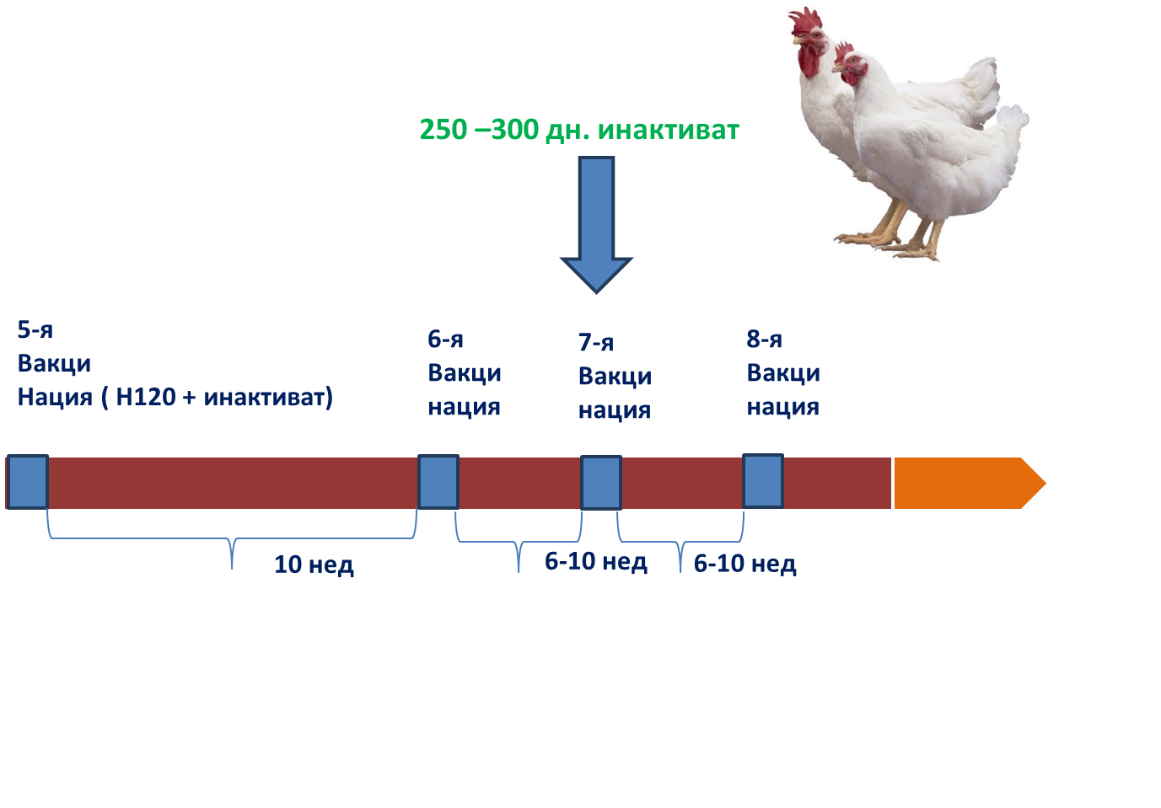 250 –300 дн. инактиват
5-я
Вакци
Нация ( Н120 + инактиват)
6-я
Вакци
нация
7-я
Вакци
нация
8-я
Вакци
нация
10 нед
6-10 нед
6-10 нед